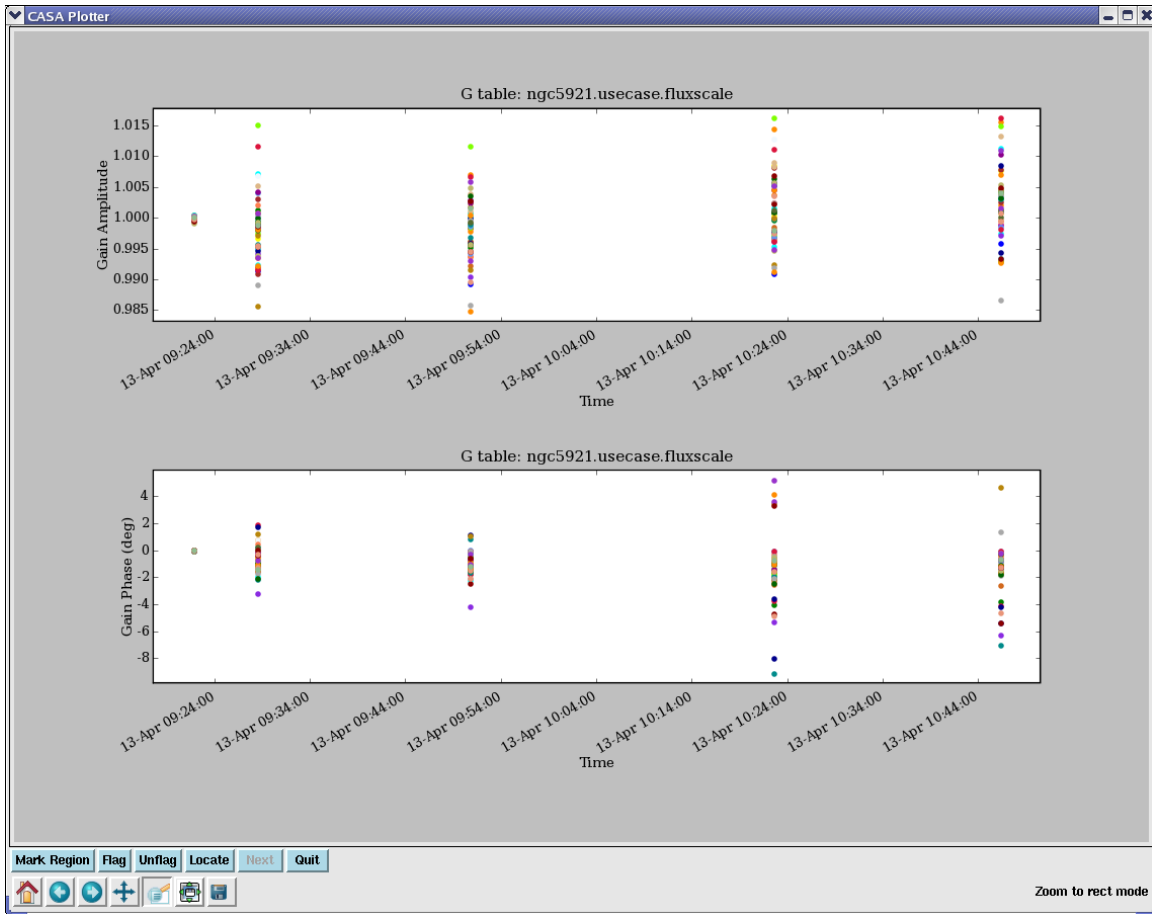 CASA Plotter
G table: ngc5921.usecase.fluxscale
Gain Amplitude
1.015
1.010
1.005
1.000
0.995
0.990
0.985
13-Apr 09:24:00
13-Apr 09:34:00
13-Apr 09:44:00
13-Apr 09:54:00
13-Apr 10:04:00
13-Apr 10:14:00
13-Apr 10:24:00
13-Apr 10:34:00
13-Apr 10:44:00
Time
G table: ngc5921.usecase.fluxscale
Gain Phase (deg)
4
2
0
-2
-4
-6
-8
13-Apr 09:24:00
13-Apr 09:34:00
13-Apr 09:44:00
13-Apr 09:54:00
13-Apr 10:04:00
13-Apr 10:14:00
13-Apr 10:24:00
13-Apr 10:34:00
13-Apr 10:44:00
Time
Mark Region Flag Unflag Locate Next Quit
Zoom to rect mode